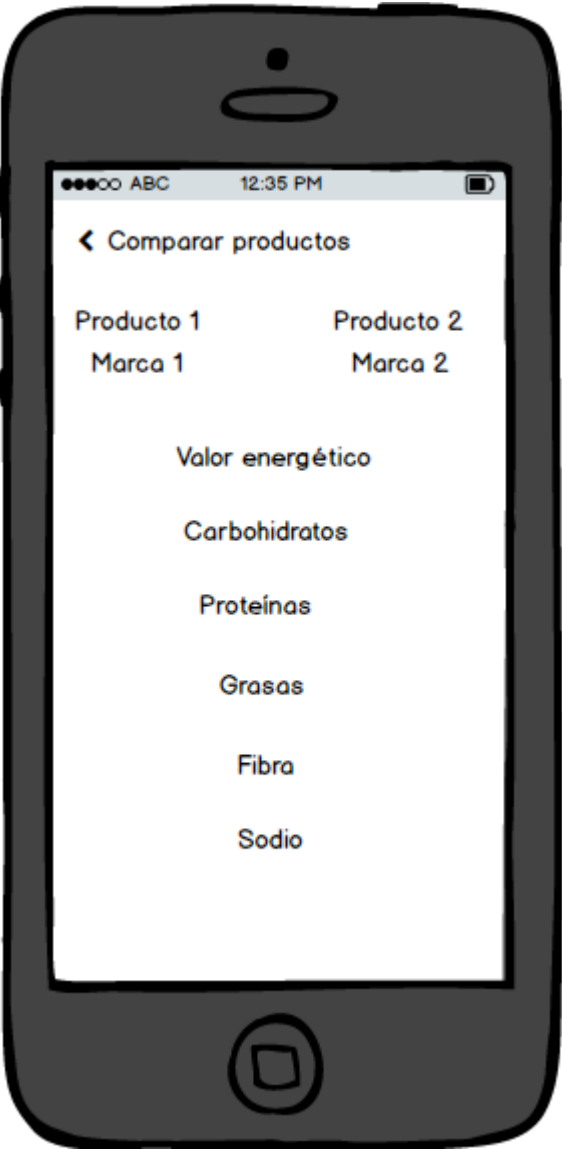 ABC 12:35 PM
Comparar productos
Producto 1 Producto 2
Marca 1 Marca 2
Valor energético
Carbohidratos
Proteínas
Grasas
Fibra
Sodio